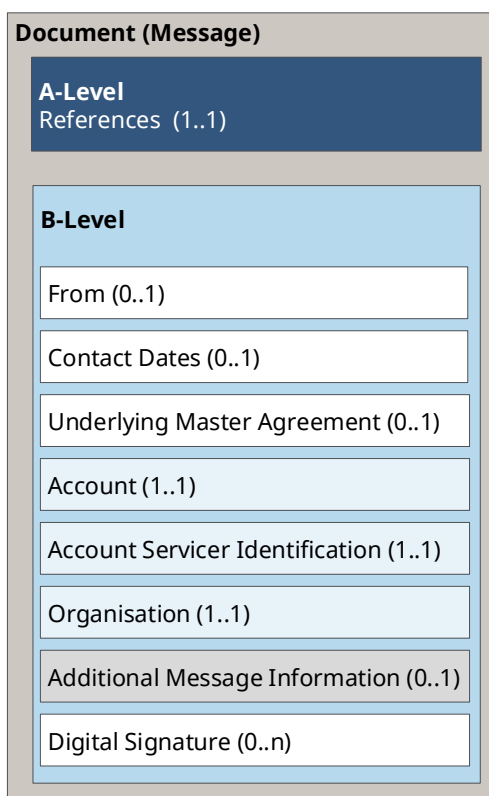 Document (Message)
A-Level
References (1..1)
B-Level
From (0..1)
Contact Dates (0..1)
Underlying Master Agreement (0..1)
Account (1..1)
Account Servicer Identification (1..1)
Organisation (1..1)
Additional Message Information (0..1)
Digital Signature (0..n)